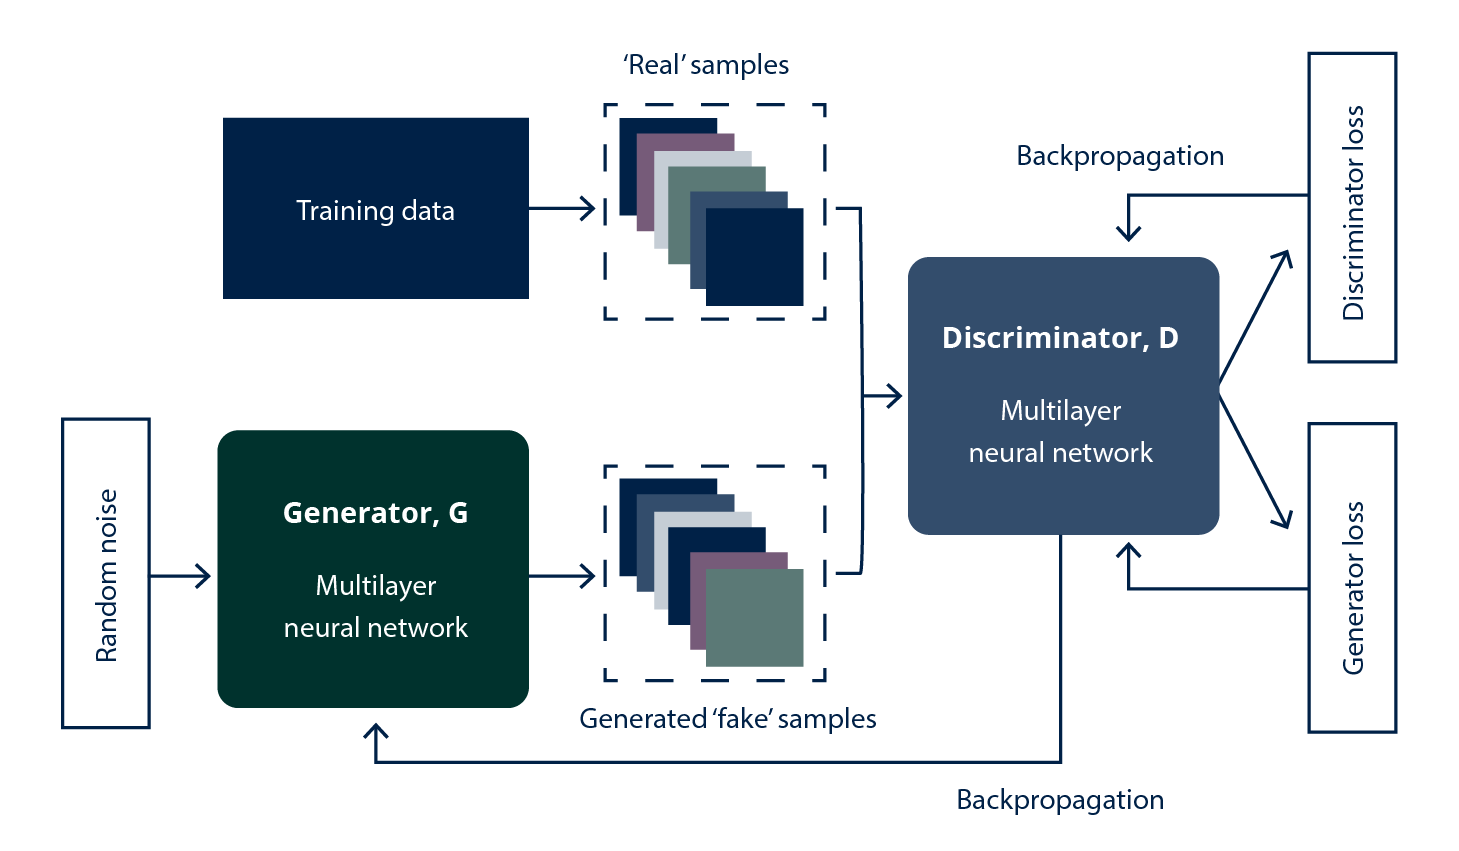 ‘Real’ samples
Training data
Backpropagation
Discriminator loss
Discriminator, D
Multilayer
neural network
Random noise
Generator, G
Multilayer
neural network
Generated ‘fake’ samples
Generator loss
Backpropagation